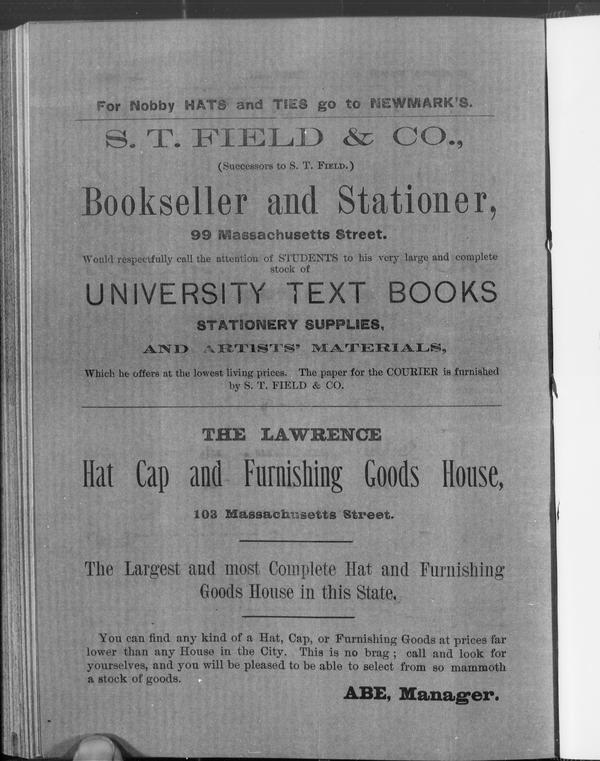 For Nobby HATS and TIES go to NEWMARK'S.
S. T. FIELD & CO.,
(Successors to S. T. FIELD.)
Bookseller and Stationer,
99 Massachusetts Street.
Would respectfully call the attention of STUDENTS to his very large and complete
stock of
UNIVERSITY TEXT BOOKS
STATIONERY SUPPLIES,
AND ARTISTS' MATERIALS,
Which he offers at the lowest living prices. The paper for the COURIER is furnished
by S. T. FIELD & CO.
THE LAWRENCE
Hat Cap and Furnishing Goods House,
103 Massachusetts Street.
The Largest and most Complete Hat and Furnishing
Goods House in this State.
You can find any kind of a Hat, Cap, or Furnishing Goods at prices far
lower than any House in the City. This is no brag ; call and look for
yourselves, and you will be pleased to be able to select from so mammoth
a stock of goods.
ABE, Manager.